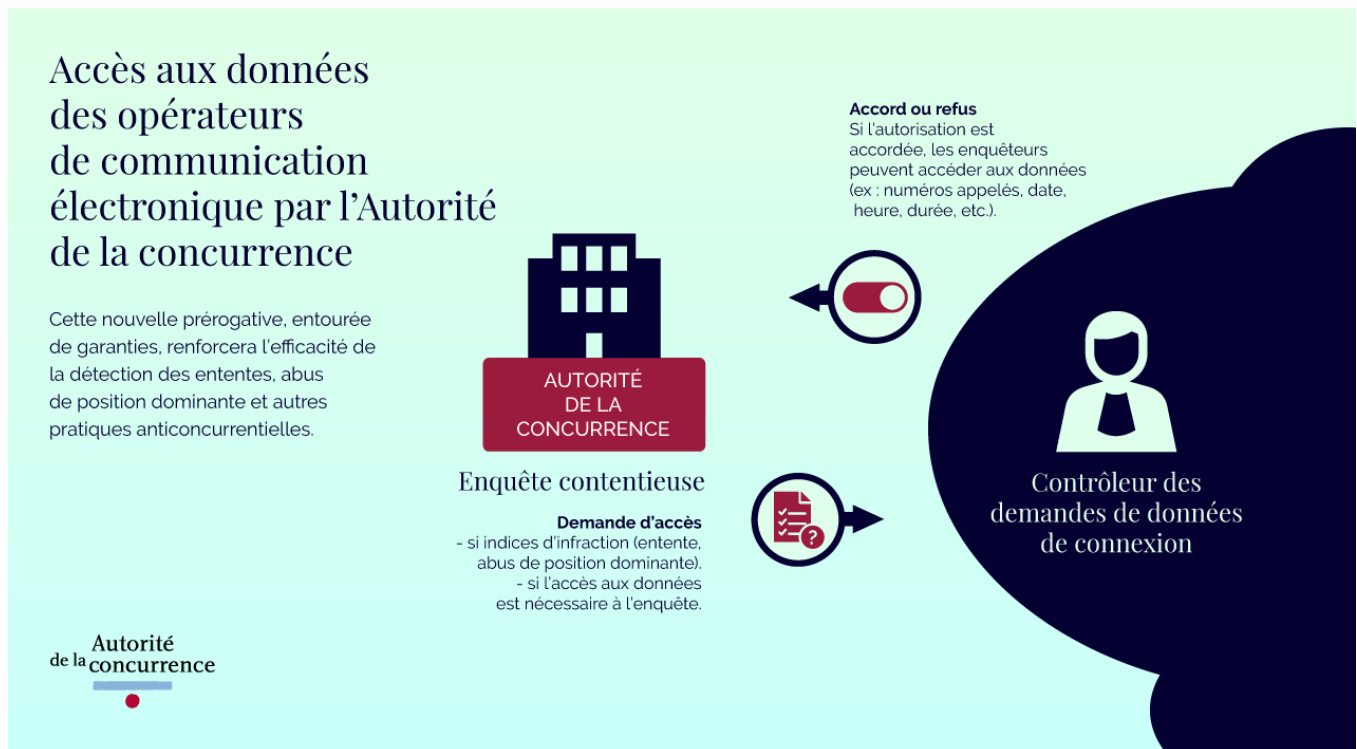 Accès aux données
des opérateurs
de communication
électronique par l’Autorité
de la concurrence
Cette nouvelle prérogative, entourée
de garanties, renforcera l’efficacité de
la détection des ententes, abus
de position dominante et autres
pratiques anticoncurrentielles.
AUTORITÉ
DE LA
CONCURRENCE
Enquête contentieuse
Demande d’accès
- si indices d’infraction (entente,
abus de position dominante).
- si l’accès aux données
est nécessaire à l’enquête.
?
Accord ou refus
Si l’autorisation est
accordée, les enquêteurs
peuvent accéder aux données
(ex : numéros appelés, date,
heure, durée, etc.).
Contrôleur des
demandes de données
de connexion
Autorité
de la concurrence